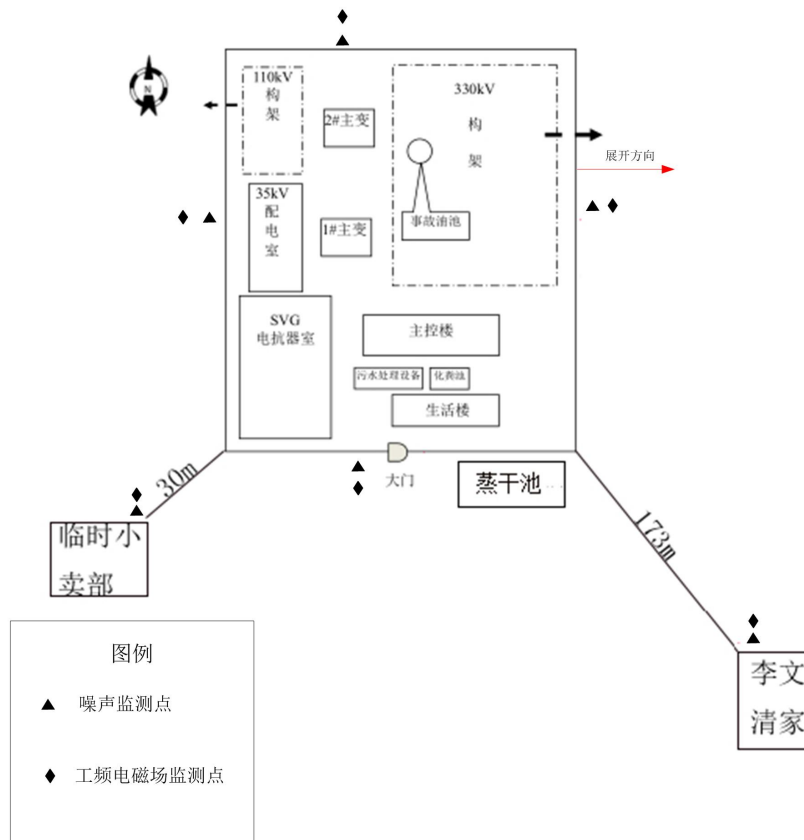 N
110kV
构
架
2#主变
330kV
构
架
展开方向
事故油池
35kV
配
电
室
1#主变
SVG
电抗器室
主控楼
污水处理设备
化粪池
生活楼
大门
蒸干池
30m
173m
临时小
卖部
李文
清家
图例
噪声监测点
工频电磁场监测点